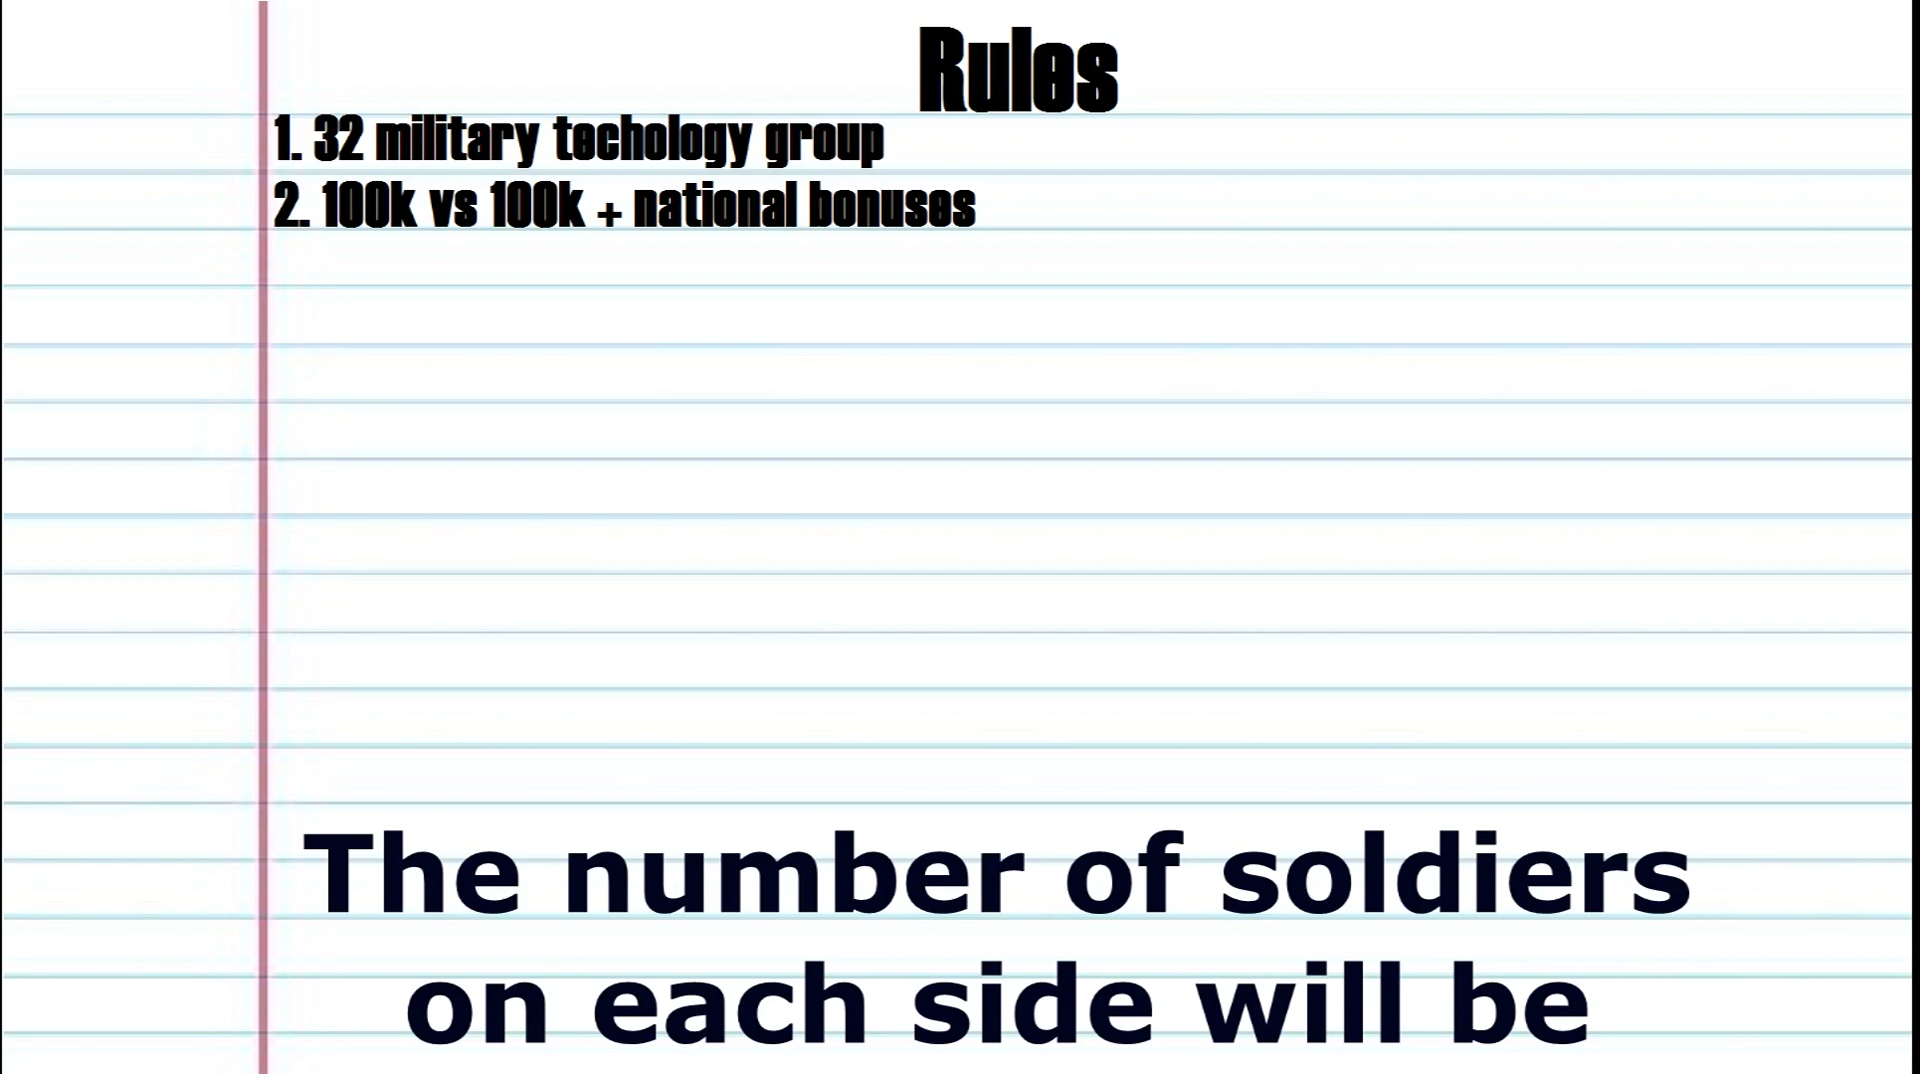 Rules
1. 32 military techology group
2. 100k vs 100k + national bonuses
The number of soldiers
on each side will be